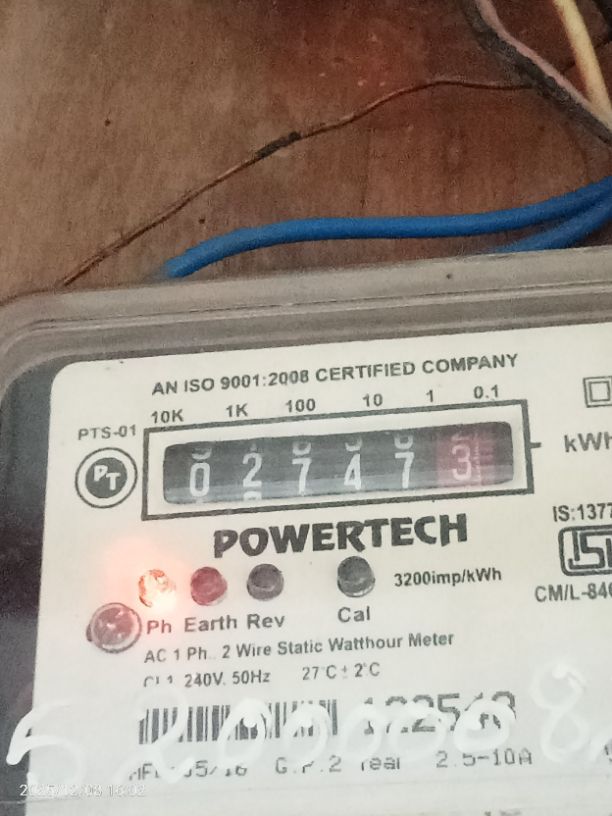 AN ISO 9001:2008 CERTIFIED COMPANY
10K 1K 100 10 1 0.1
PTS-01
PT
0 2 7 4 7 3
kWh
POWERTECH
IS:1377
3200imp/kWh
CM/L-840
Ph Earth Rev Cal
AC 1 Ph.. 2 Wire Static Watthour Meter
240V. 50Hz 27°C ± 2°C
2.5-10A